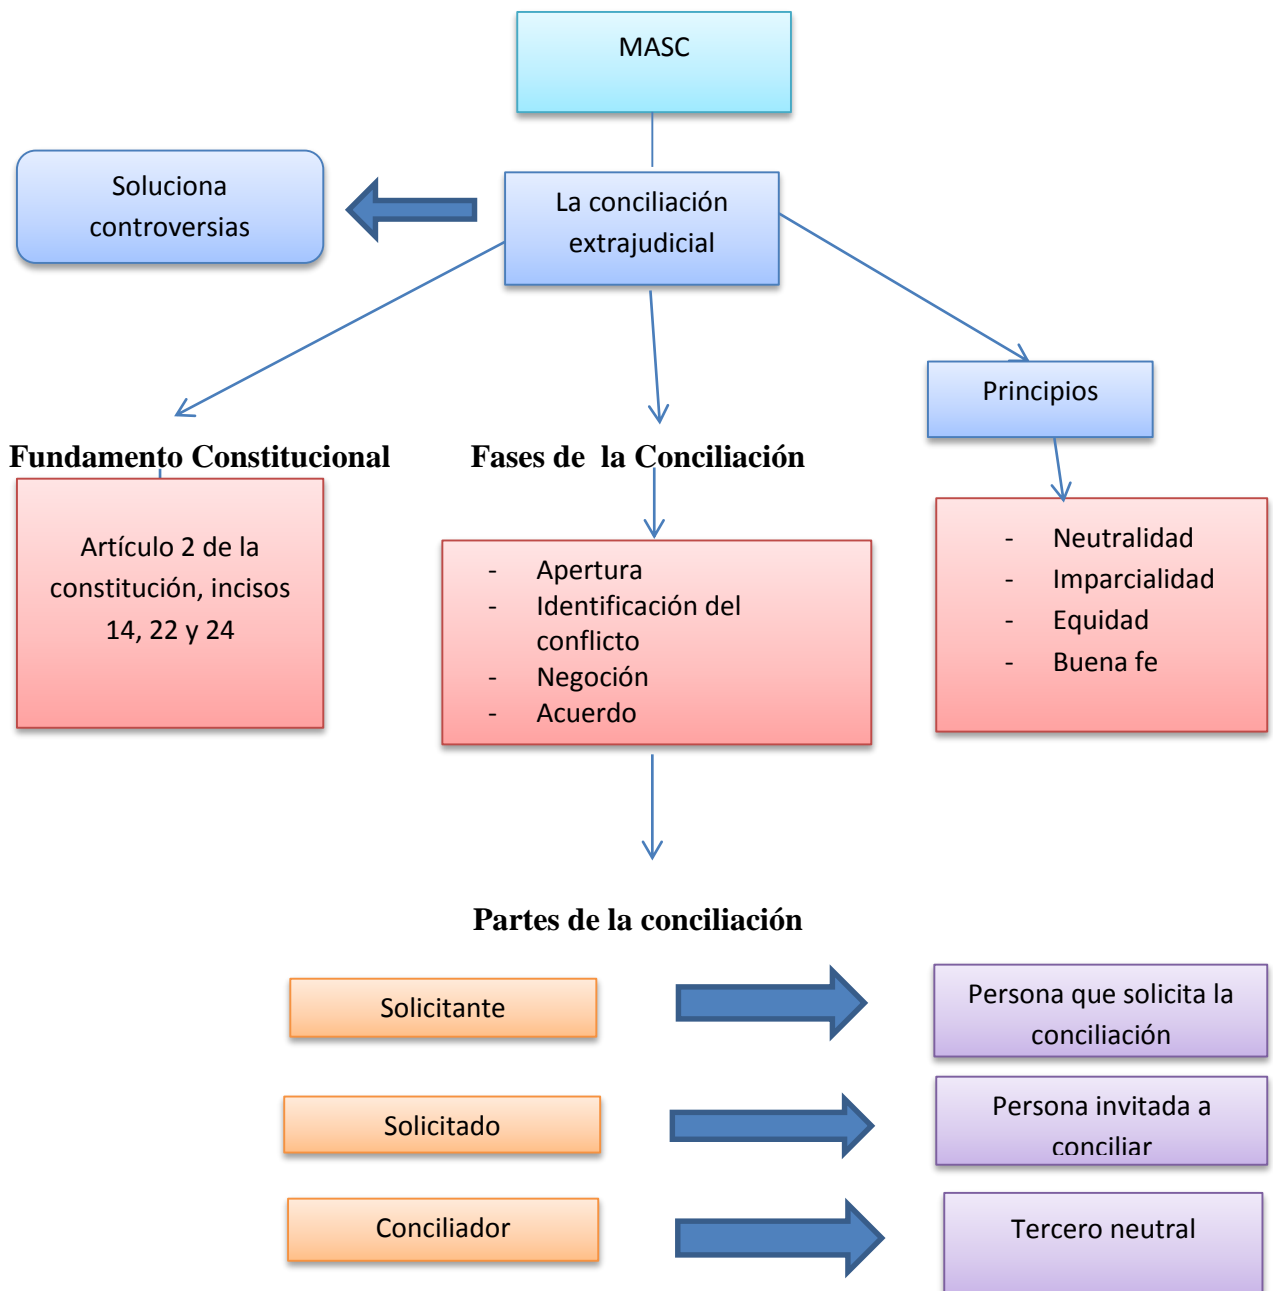 MASC
Soluciona
controversias
La conciliación
extrajudicial
Principios
Fundamento Constitucional
Fases de  la Conciliación
Artículo 2 de la
constitución, incisos
14, 22 y 24
- Apertura
- Identificación del
conflicto
- Negoción
- Acuerdo
- Neutralidad
- Imparcialidad
- Equidad
- Buena fe
Partes de la conciliación
Solicitante
Persona que solicita la
conciliación
Solicitado
Persona invitada a
conciliar
Conciliador
Tercero neutral